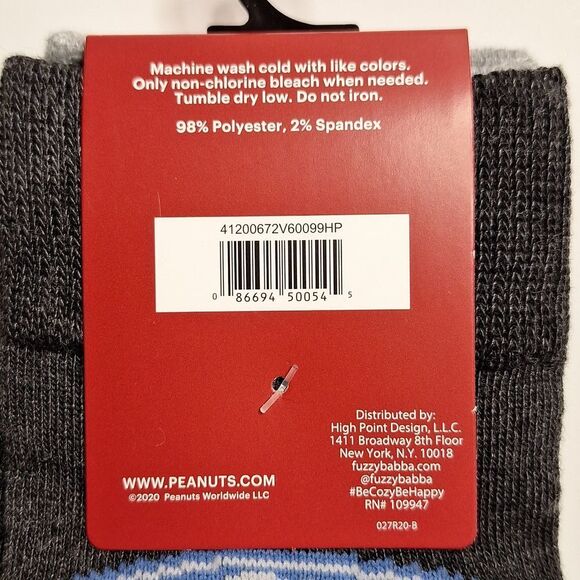 Machine wash cold with like colors.
Only non-chlorine bleach when needed.
Tumble dry low. Do not iron.
98% Polyester, 2% Spandex
41200672V60099HP
0 86694 50054 5
Distributed by:
High Point Design, L.L.C.
1411 Broadway 8th Floor
New York, N.Y. 10018
fuzzybabba.com
@fuzzybabba
#BeCozyBeHappy
RN# 109947
027R20-B
WWW.PEANUTS.COM
©2020 Peanuts Worldwide LLC